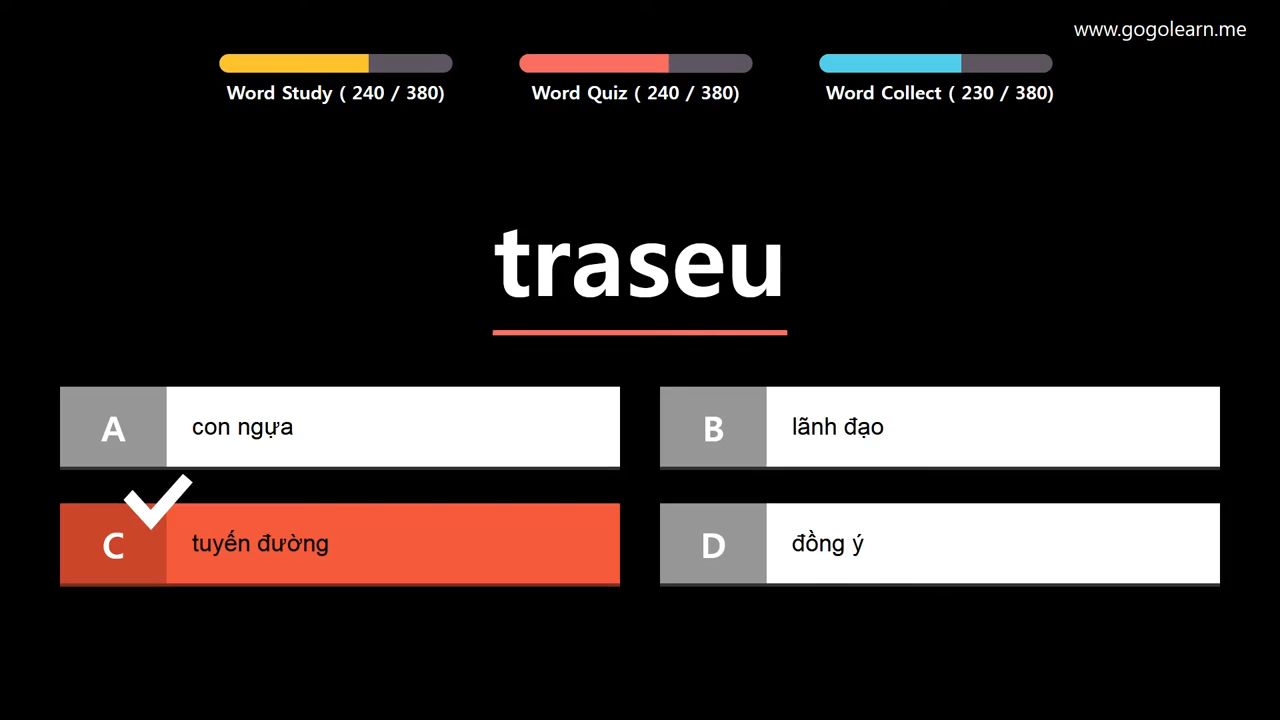 www.gogolearn.me
Word Study ( 240 / 380)
Word Quiz ( 240 / 380)
Word Collect ( 230 / 380)
traseu
A
con ngựa
B
lãnh đạo
C
tuyến đường
D
đồng ý